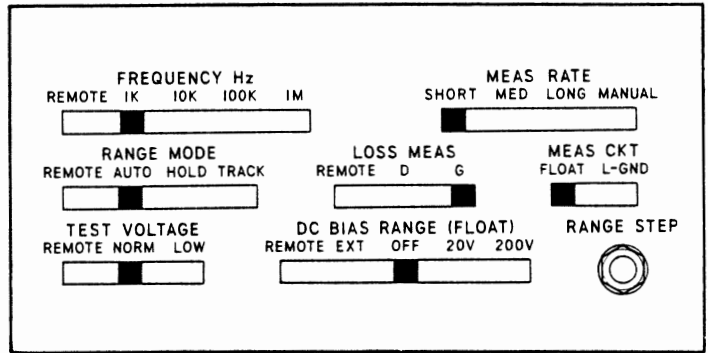 FREQUENCY Hz
REMOTE 1K 10K 100K 1M
MEAS RATE
SHORT MED LONG MANUAL
RANGE MODE
REMOTE AUTO HOLD TRACK
LOSS MEAS
REMOTE D G
MEAS CKT
FLOAT L-GND
TEST VOLTAGE
REMOTE NORM LOW
DC BIAS RANGE (FLOAT)
REMOTE EXT OFF 20V 200V
RANGE STEP